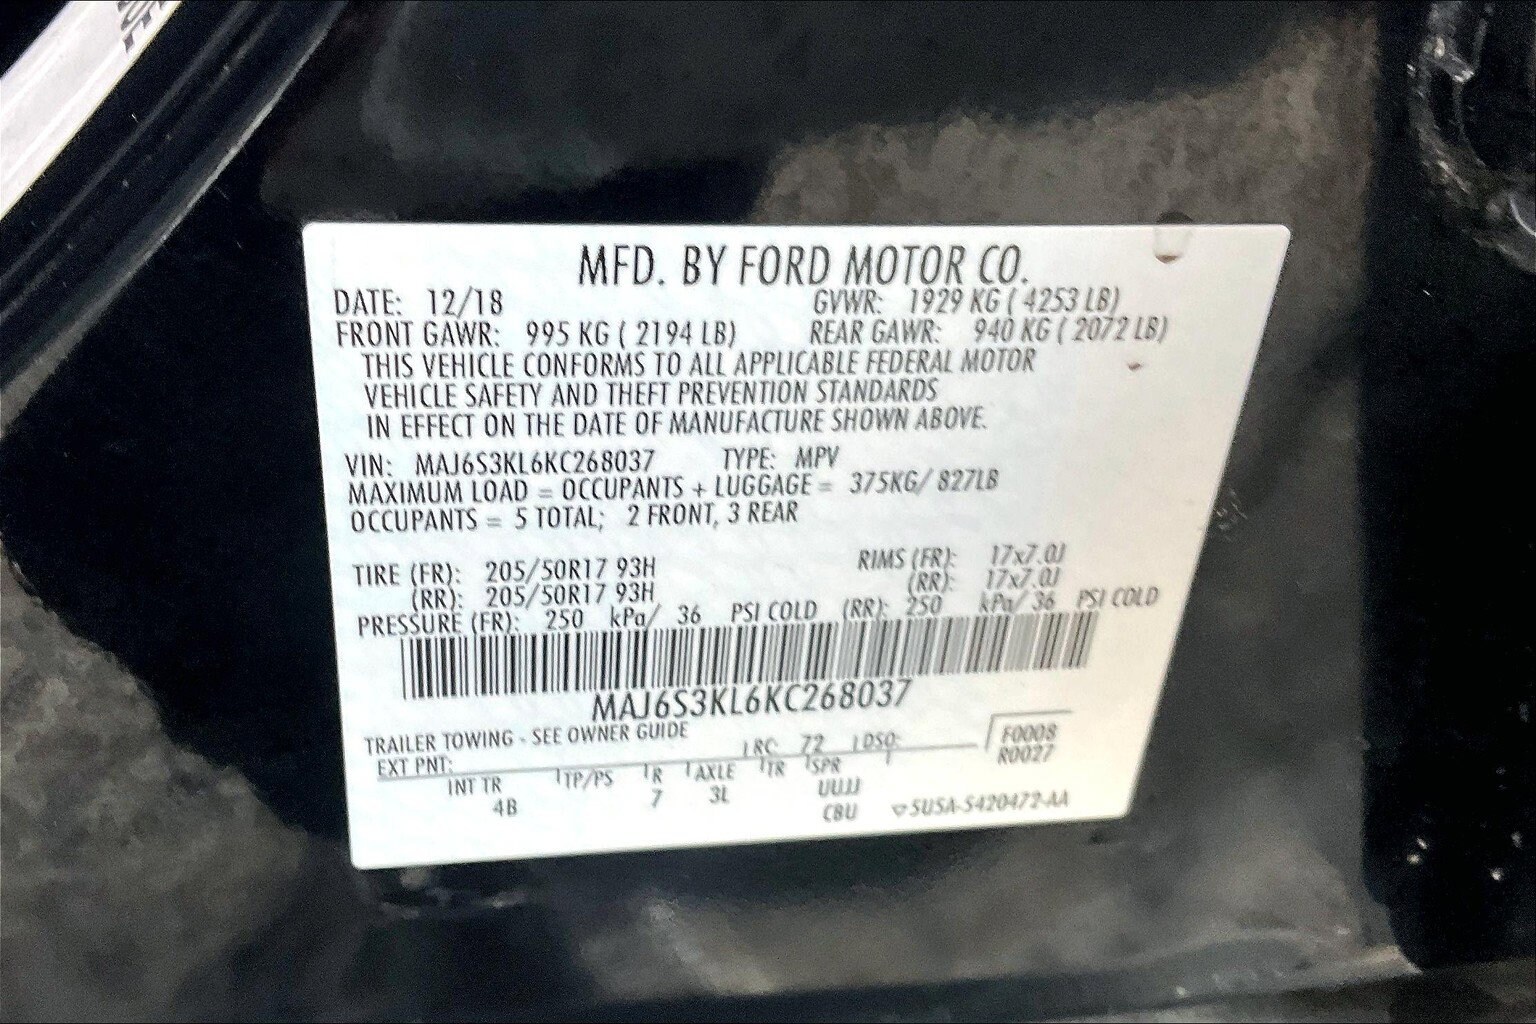 MFD. BY FORD MOTOR CO.
DATE: 12/18 GVWR: 1929 KG ( 4253 LB)
FRONT GAWR: 995 KG ( 2194 LB) REAR GAWR: 940 KG ( 2072 LB)
THIS VEHICLE CONFORMS TO ALL APPLICABLE FEDERAL MOTOR
VEHICLE SAFETY AND THEFT PREVENTION STANDARDS
IN EFFECT ON THE DATE OF MANUFACTURE SHOWN ABOVE.
VIN: MAJ6S3KL6KC268037 TYPE: MPV
MAXIMUM LOAD = OCCUPANTS + LUGGAGE = 375KG/ 827LB
OCCUPANTS = 5 TOTAL; 2 FRONT, 3 REAR
TIRE (FR): 205/50R17 93H RIMS (FR): 17x7.0J
(RR): 205/50R17 93H (RR): 17x7.0J
PRESSURE (FR): 250 kPa/ 36 PSI COLD (RR): 250 kPa/ 36 PSI COLD
MAJ6S3KL6KC268037
TRAILER TOWING - SEE OWNER GUIDE
EXT PNT: RC: 72 DSO: F0008
R0027
INT TR TP/PS R AXLE TR SPR
4B 7 3L UUJJ
CBU 5USA-S420472-AA